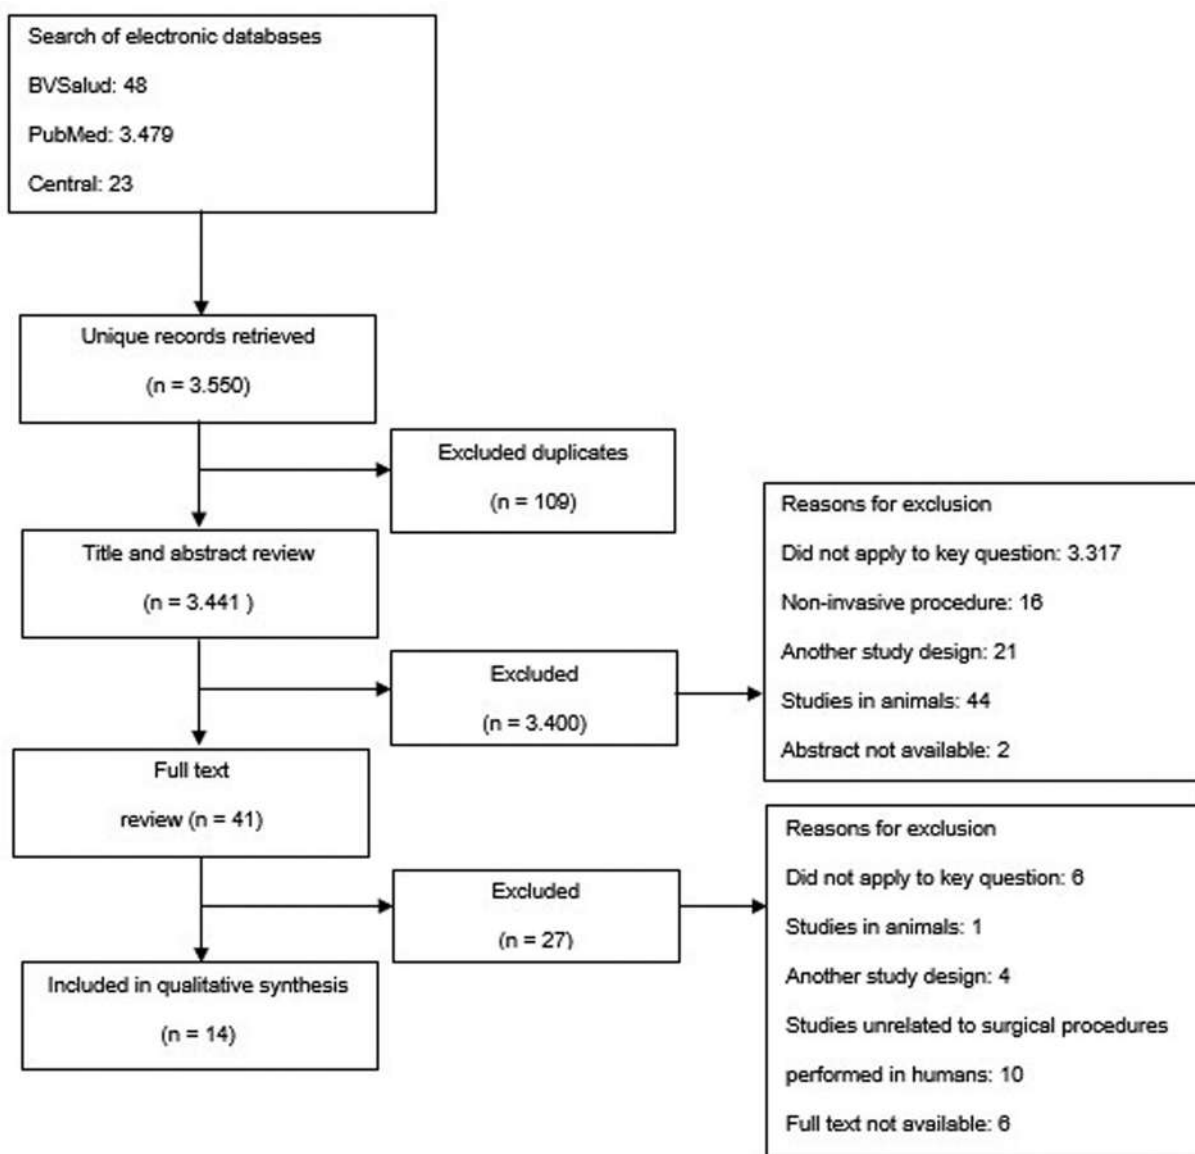 Search of electronic databases
BVSalud: 48
PubMed: 3.479
Central: 23
Unique records retrieved
(n = 3.550)
Excluded duplicates
(n = 109)
Title and abstract review
(n = 3.441 )
Excluded
(n = 3.400)
Reasons for exclusion
Did not apply to key question: 3.317
Non-invasive procedure: 16
Another study design: 21
Studies in animals: 44
Abstract not available: 2
Full text
review (n = 41)
Excluded
(n = 27)
Reasons for exclusion
Did not apply to key question: 6
Studies in animals: 1
Another study design: 4
Studies unrelated to surgical procedures
performed in humans: 10
Full text not available: 6
Included in qualitative synthesis
(n = 14)